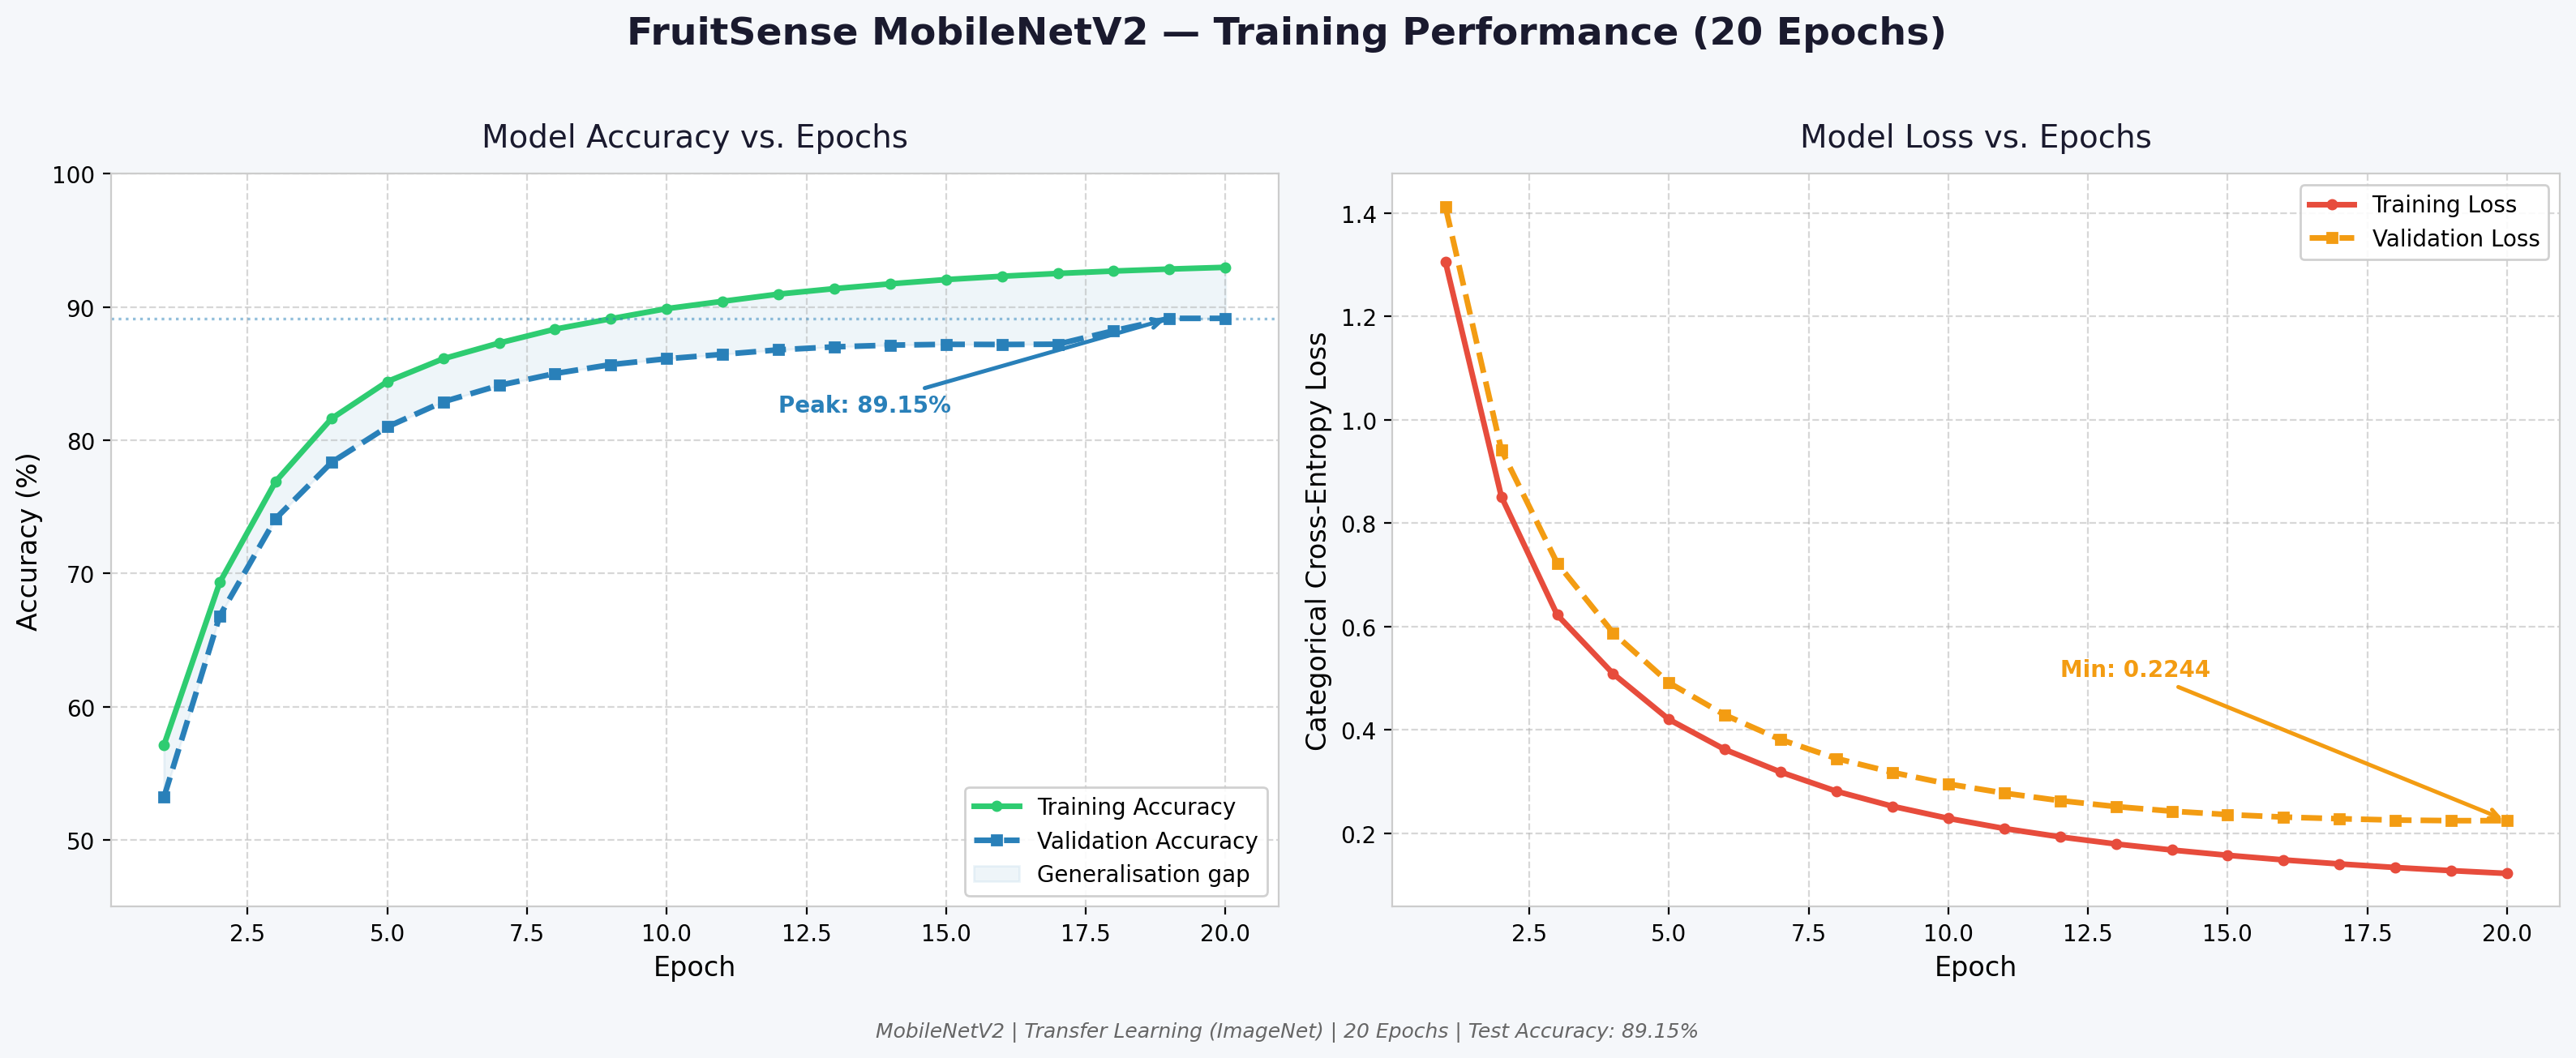 FruitSense MobileNetV2 — Training Performance (20 Epochs)
Model Accuracy vs. Epochs
100
90
80
70
60
50
Accuracy (%)
Peak: 89.15%
Training Accuracy
Validation Accuracy
Generalisation gap
2.5 5.0 7.5 10.0 12.5 15.0 17.5 20.0
Epoch
Model Loss vs. Epochs
1.4
1.2
1.0
0.8
0.6
0.4
0.2
Categorical Cross-Entropy Loss
Training Loss
Validation Loss
Min: 0.2244
2.5 5.0 7.5 10.0 12.5 15.0 17.5 20.0
Epoch
MobileNetV2 | Transfer Learning (ImageNet) | 20 Epochs | Test Accuracy: 89.15%